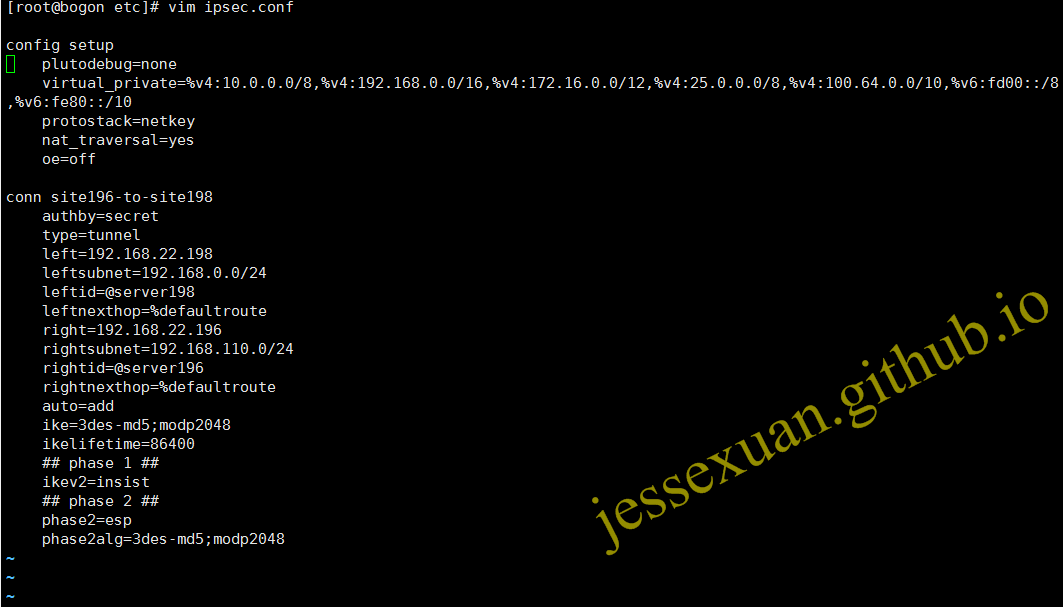 [root@bogon etc]# vim ipsec.conf
config setup
plutodebug=none
virtual_private=%v4:10.0.0.0/8,%v4:192.168.0.0/16,%v4:172.16.0.0/12,%v4:25.0.0.0/8,%v4:100.64.0.0/10,%v6:fd00::/8
,%v6:fe80::/10
protostack=netkey
nat_traversal=yes
oe=off
conn site196-to-site198
authby=secret
type=tunnel
left=192.168.22.198
leftsubnet=192.168.0.0/24
leftid=@server198
leftnexthop=%defaultroute
right=192.168.22.196
rightsubnet=192.168.110.0/24
rightid=@server196
rightnexthop=%defaultroute
auto=add
ike=3des-md5;modp2048
ikelifetime=86400
## phase 1 ##
ikev2=insist
## phase 2 ##
phase2=esp
phase2alg=3des-md5;modp2048
~
~
~
jessexuan.github.io